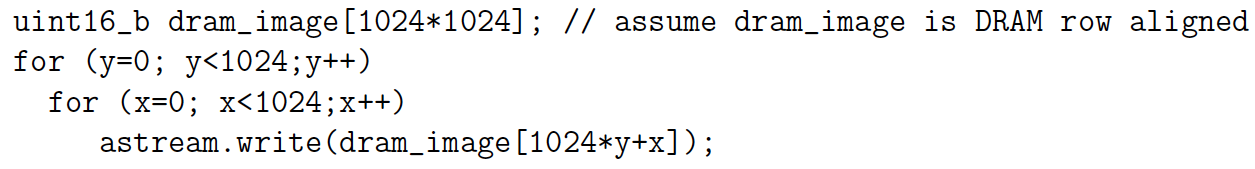 uint16_b dram_image[1024*1024]; // assume dram_image is DRAM row aligned
for (y=0; y<1024;y++)
  for (x=0; x<1024;x++)
     astream.write(dram_image[1024*y+x]);